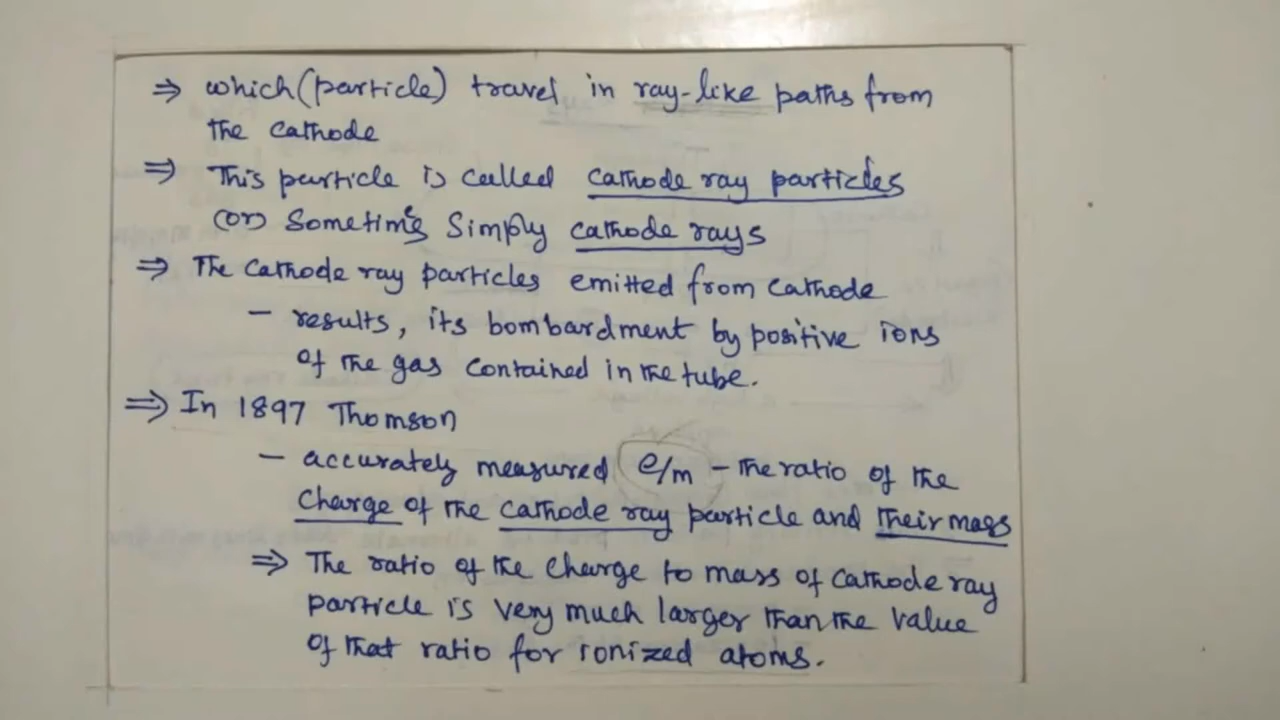 ⇒ which (particle) travel in ray-like paths from
the cathode
⇒ This particle is called cathode ray particles
(or) Sometimes Simply cathode rays
⇒ The cathode ray particles emitted from cathode
- results, its bombardment by positive ions
of the gas contained in the tube.
⇒ In 1897 Thomson
- accurately measured e/m - the ratio of the
Charge of the cathode ray particle and their mass
⇒ The ratio of the charge to mass of cathode ray
particle is very much larger than the value
of that ratio for ionized atoms.